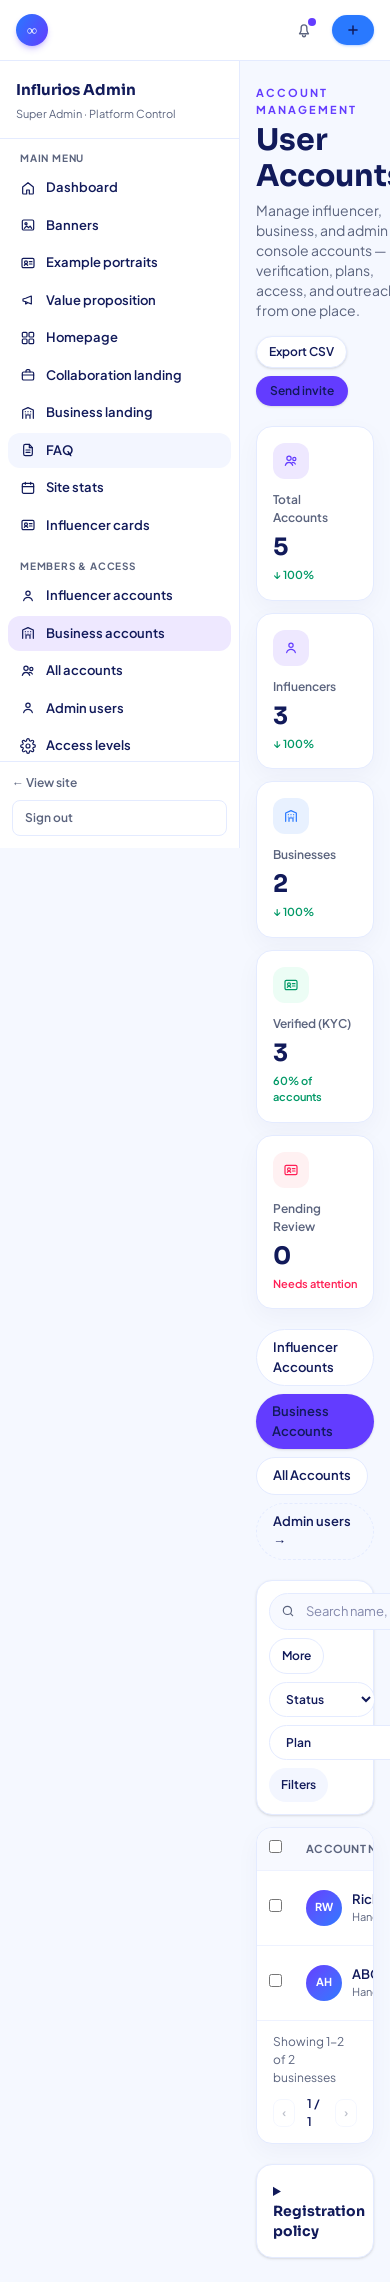 Influrios Admin
Super Admin · Platform Control
MAIN MENU
Dashboard
Banners
Example portraits
Value proposition
Homepage
Collaboration landing
Business landing
FAQ
Site stats
Influencer cards
MEMBERS & ACCESS
Influencer accounts
Business accounts
All accounts
Admin users
Access levels
← View site
Sign out
ACCOUNT
MANAGEMENT
User
Accounts
Manage influencer,
business, and admin
console accounts —
verification, plans,
access, and outreach
from one place.
Export CSV
Send invite
Total
Accounts
5
↓ 100%
Influencers
3
↓ 100%
Businesses
2
↓ 100%
Verified (KYC)
3
60% of
accounts
Pending
Review
0
Needs attention
Influencer
Accounts
Business
Accounts
All Accounts
Admin users
→
Search name,
More
Status
Plan
Filters
ACCOUNT
RW
AH
Showing 1–2
of 2
businesses
‹ 1 /
1 ›
Registration
policy